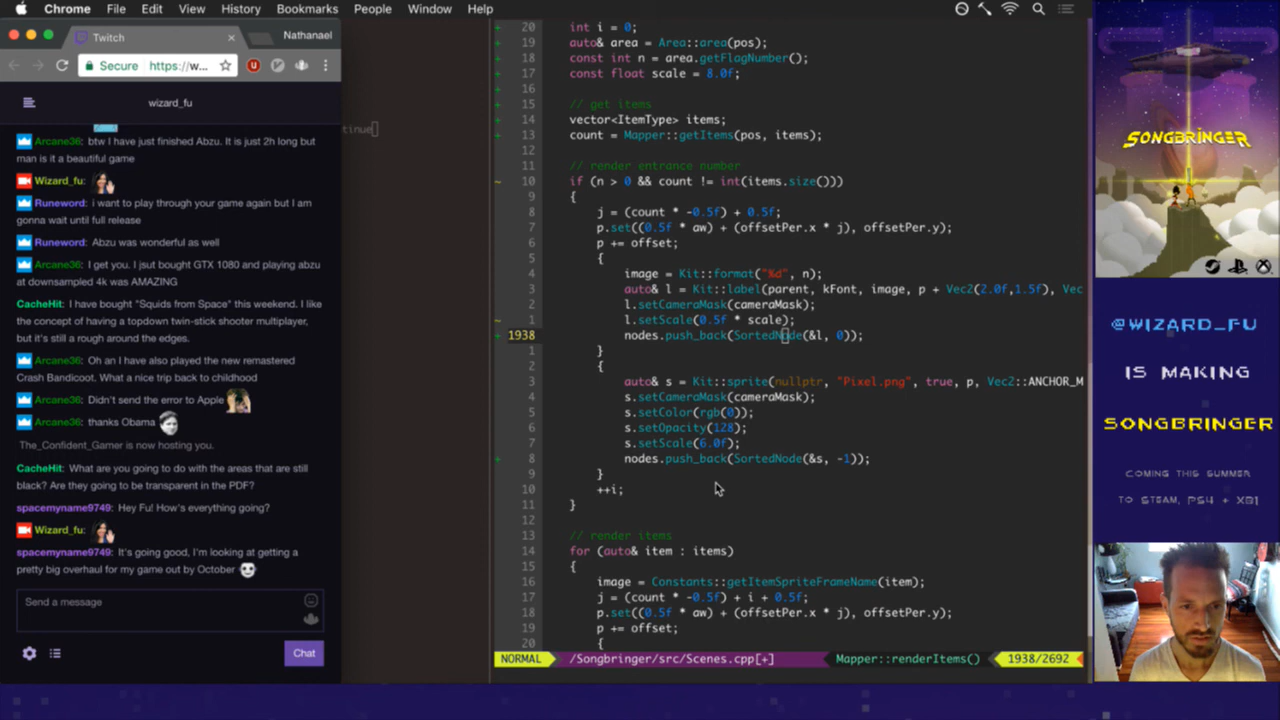 Chrome File Edit View History Bookmarks People Window Help
Twitch
Nathanael
Secure https://w...
wizard_fu
Arcane36: btw I have just finished Abzu. It is just 2h long but
man is it a beautiful game
Wizard_fu:
Runeword: i want to play through your game again but I am
gonna wait until full release
Runeword: Abzu was wonderful as well
Arcane36: I get you. I jsut bought GTX 1080 and playing abzu
at downsampled 4k was AMAZING
CacheHit: I have bought "Squids from Space" this weekend. I like
the concept of having a topdown twin-stick shooter multiplayer,
but it's still a rough around the edges.
Arcane36: Oh an I have also played the new remastered
Crash Bandicoot. What a nice trip back to childhood
Arcane36: Didn't send the error to Apple
Arcane36: thanks Obama
The_Confident_Gamer is now hosting you.
CacheHit: What are you going to do with the areas that are still
black? Are they going to be transparent in the PDF?
spacemyname9749: Hey Fu! How's everything going?
Wizard_fu:
spacemyname9749: It's going good, I'm looking at getting a
pretty big overhaul for my game out by October
Send a message
Chat
tinue]
+ 20 int i = 0;
+ 19 auto& area = Area::area(pos);
+ 18 const int n = area.getFlagNumber();
+ 17 const float scale = 8.0f;
+ 16
+ 15 // get items
+ 14 vector<ItemType> items;
+ 13 count = Mapper::getItems(pos, items);
12
11 // render entrance number
~ 10 if (n > 0 && count != int(items.size()))
9 {
8 j = (count * -0.5f) + 0.5f;
7 p.set((0.5f * aw) + (offsetPer.x * j), offsetPer.y);
6 p += offset;
5 {
4 image = Kit::format("%d", n);
3 auto& l = Kit::label(parent, kFont, image, p + Vec2(2.0f,1.5f), Vec
2 l.setCameraMask(cameraMask);
~ 1 l.setScale(0.5f * scale);
+ 1938 nodes.push_back(SortedNode(&l, 0));
1 }
2 {
3 auto& s = Kit::sprite(nullptr, "Pixel.png", true, p, Vec2::ANCHOR_M
4 s.setCameraMask(cameraMask);
5 s.setColor(rgb(0));
6 s.setOpacity(128);
7 s.setScale(6.0f);
+ 8 nodes.push_back(SortedNode(&s, -1));
9 }
10 ++i;
11 }
12
13 // render items
14 for (auto& item : items)
15 {
16 image = Constants::getItemSpriteFrameName(item);
17 j = (count * -0.5f) + i + 0.5f;
18 p.set((0.5f * aw) + (offsetPer.x * j), offsetPer.y);
19 p += offset;
20 {
NORMAL /Songbringer/src/Scenes.cpp[+] Mapper::renderItems() 1938/2692
SONGBRINGER
@WIZARD_FU
IS MAKING
SONGBRINGER
COMING THIS SUMMER
TO STEAM, PS4 + XB1